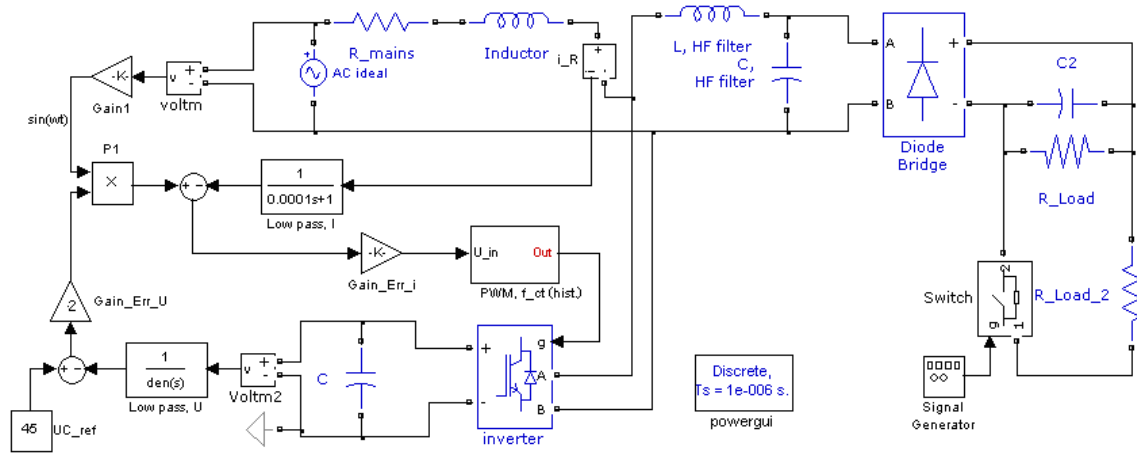 R_mains
Inductor
i_R
L, HF filter
C,
HF filter
A
B
+
-
Diode
Bridge
C2
R_Load
R_Load_2
Switch
2
g
1
Signal
Generator
+
AC ideal
v
+
-
voltm
-K-
Gain1
sin(wt)
P1
×
+
-
1
0.0001s+1
Low pass, I
+
-
-K-
Gain_Err_i
U_in
Out
PWM, f_ct (hist.)
-2
Gain_Err_U
+
-
45
UC_ref
1
den(s)
Low pass, U
v
+
-
Voltm2
C
+
-
g
A
B
inverter
Discrete,
Ts = 1e-006 s.
powergui